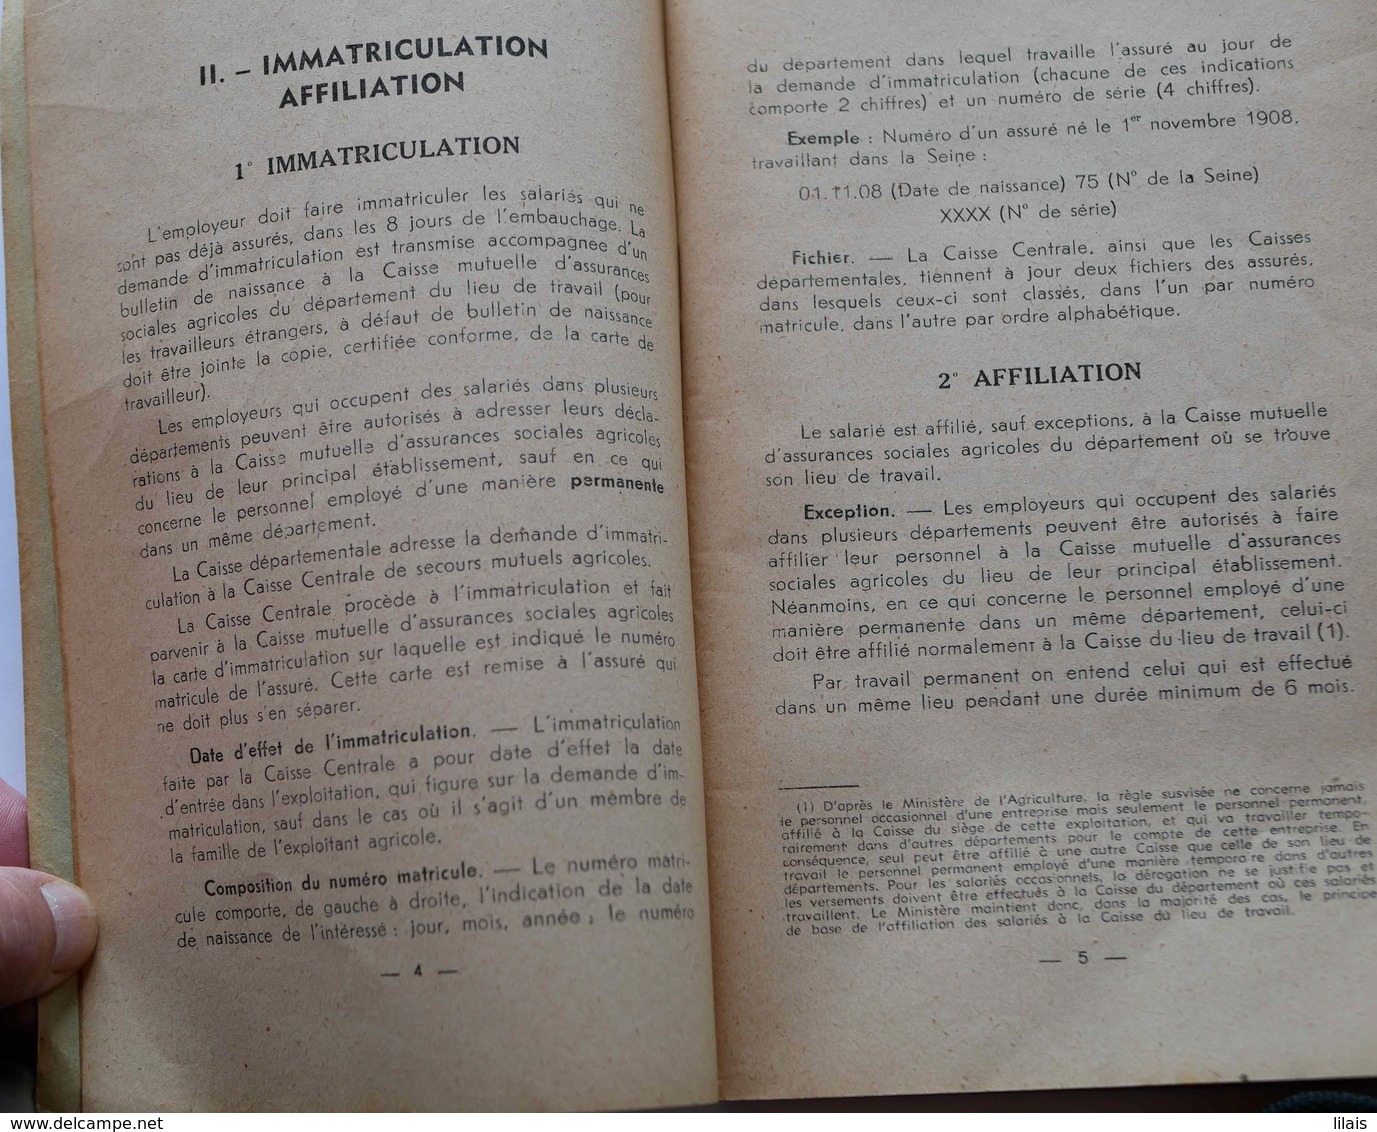 II. – IMMATRICULATION
AFFILIATION
1° IMMATRICULATION
L'employeur doit faire immatriculer les salariés qui ne
sont pas déjà assurés, dans les 8 jours de l'embauchage. La
demande d'immatriculation est transmise accompagnée d'un
bulletin de naissance à la Caisse mutuelle d'assurances
sociales agricoles du département du lieu de travail (pour
les travailleurs étrangers, à défaut de bulletin de naissance
doit être jointe la copie, certifiée conforme, de la carte de
travailleur).
Les employeurs qui occupent des salariés dans plusieurs
départements peuvent être autorisés à adresser leurs décla-
rations à la Caisse mutuelle d'assurances sociales agricoles
du lieu de leur principal établissement, sauf en ce qui
concerne le personnel employé d'une manière permanente
dans un même département.
La Caisse départementale adresse la demande d'immatri-
culation à la Caisse Centrale de secours mutuels agricoles.
La Caisse Centrale procède à l'immatriculation et fait
parvenir à la Caisse mutuelle d'assurances sociales agricoles
la carte d'immatriculation sur laquelle est indiqué le numéro
matricule de l'assuré. Cette carte est remise à l'assuré qui
ne doit plus s'en séparer.
Date d'effet de l'immatriculation. — L'immatriculation
faite par la Caisse Centrale a pour date d'effet la date
d'entrée dans l'exploitation, qui figure sur la demande d'im-
matriculation, sauf dans le cas où il s'agit d'un membre de
la famille de l'exploitant agricole.
Composition du numéro matricule. — Le numéro matri-
cule comporte, de gauche à droite, l'indication de la date
de naissance de l'intéressé : jour, mois, année ; le numéro
— 4 —
du département dans lequel travaille l'assuré au jour de
la demande d'immatriculation (chacune de ces indications
comporte 2 chiffres) et un numéro de série (4 chiffres).
Exemple : Numéro d'un assuré né le 1er novembre 1908,
travaillant dans la Seine :
01.11.08 (Date de naissance) 75 (N° de la Seine)
XXXX (N° de série)
Fichier. — La Caisse Centrale, ainsi que les Caisses
départementales, tiennent à jour deux fichiers des assurés,
dans lesquels ceux-ci sont classés, dans l'un par numéro
matricule, dans l'autre par ordre alphabétique.
2° AFFILIATION
Le salarié est affilié, sauf exceptions, à la Caisse mutuelle
d'assurances sociales agricoles du département où se trouve
son lieu de travail.
Exception. — Les employeurs qui occupent des salariés
dans plusieurs départements peuvent être autorisés à faire
affilier leur personnel à la Caisse mutuelle d'assurances
sociales agricoles du lieu de leur principal établissement.
Néanmoins, en ce qui concerne le personnel employé d'une
manière permanente dans un même département, celui-ci
doit être affilié normalement à la Caisse du lieu de travail (1).
Par travail permanent on entend celui qui est effectué
dans un même lieu pendant une durée minimum de 6 mois.
(1) D'après le Ministère de l'Agriculture, la règle susvisée ne concerne jamais
le personnel occasionnel d'une entreprise mais seulement le personnel permanent,
affilié à la Caisse du siège de cette exploitation, et qui va travailler tempo-
rairement dans d'autres départements pour le compte de cette entreprise. En
conséquence, seul peut être affilié à une autre Caisse que celle de son lieu de
travail le personnel permanent employé d'une manière temporaire dans d'autres
départements. Pour les salariés occasionnels, la dérogation ne se justifie pas et
les versements doivent être effectués à la Caisse du département où ces salariés
travaillent. Le Ministère maintient donc, dans la majorité des cas, le principe
de base de l'affiliation des salariés à la Caisse du lieu de travail.
— 5 —
© delcampe.net
lilais